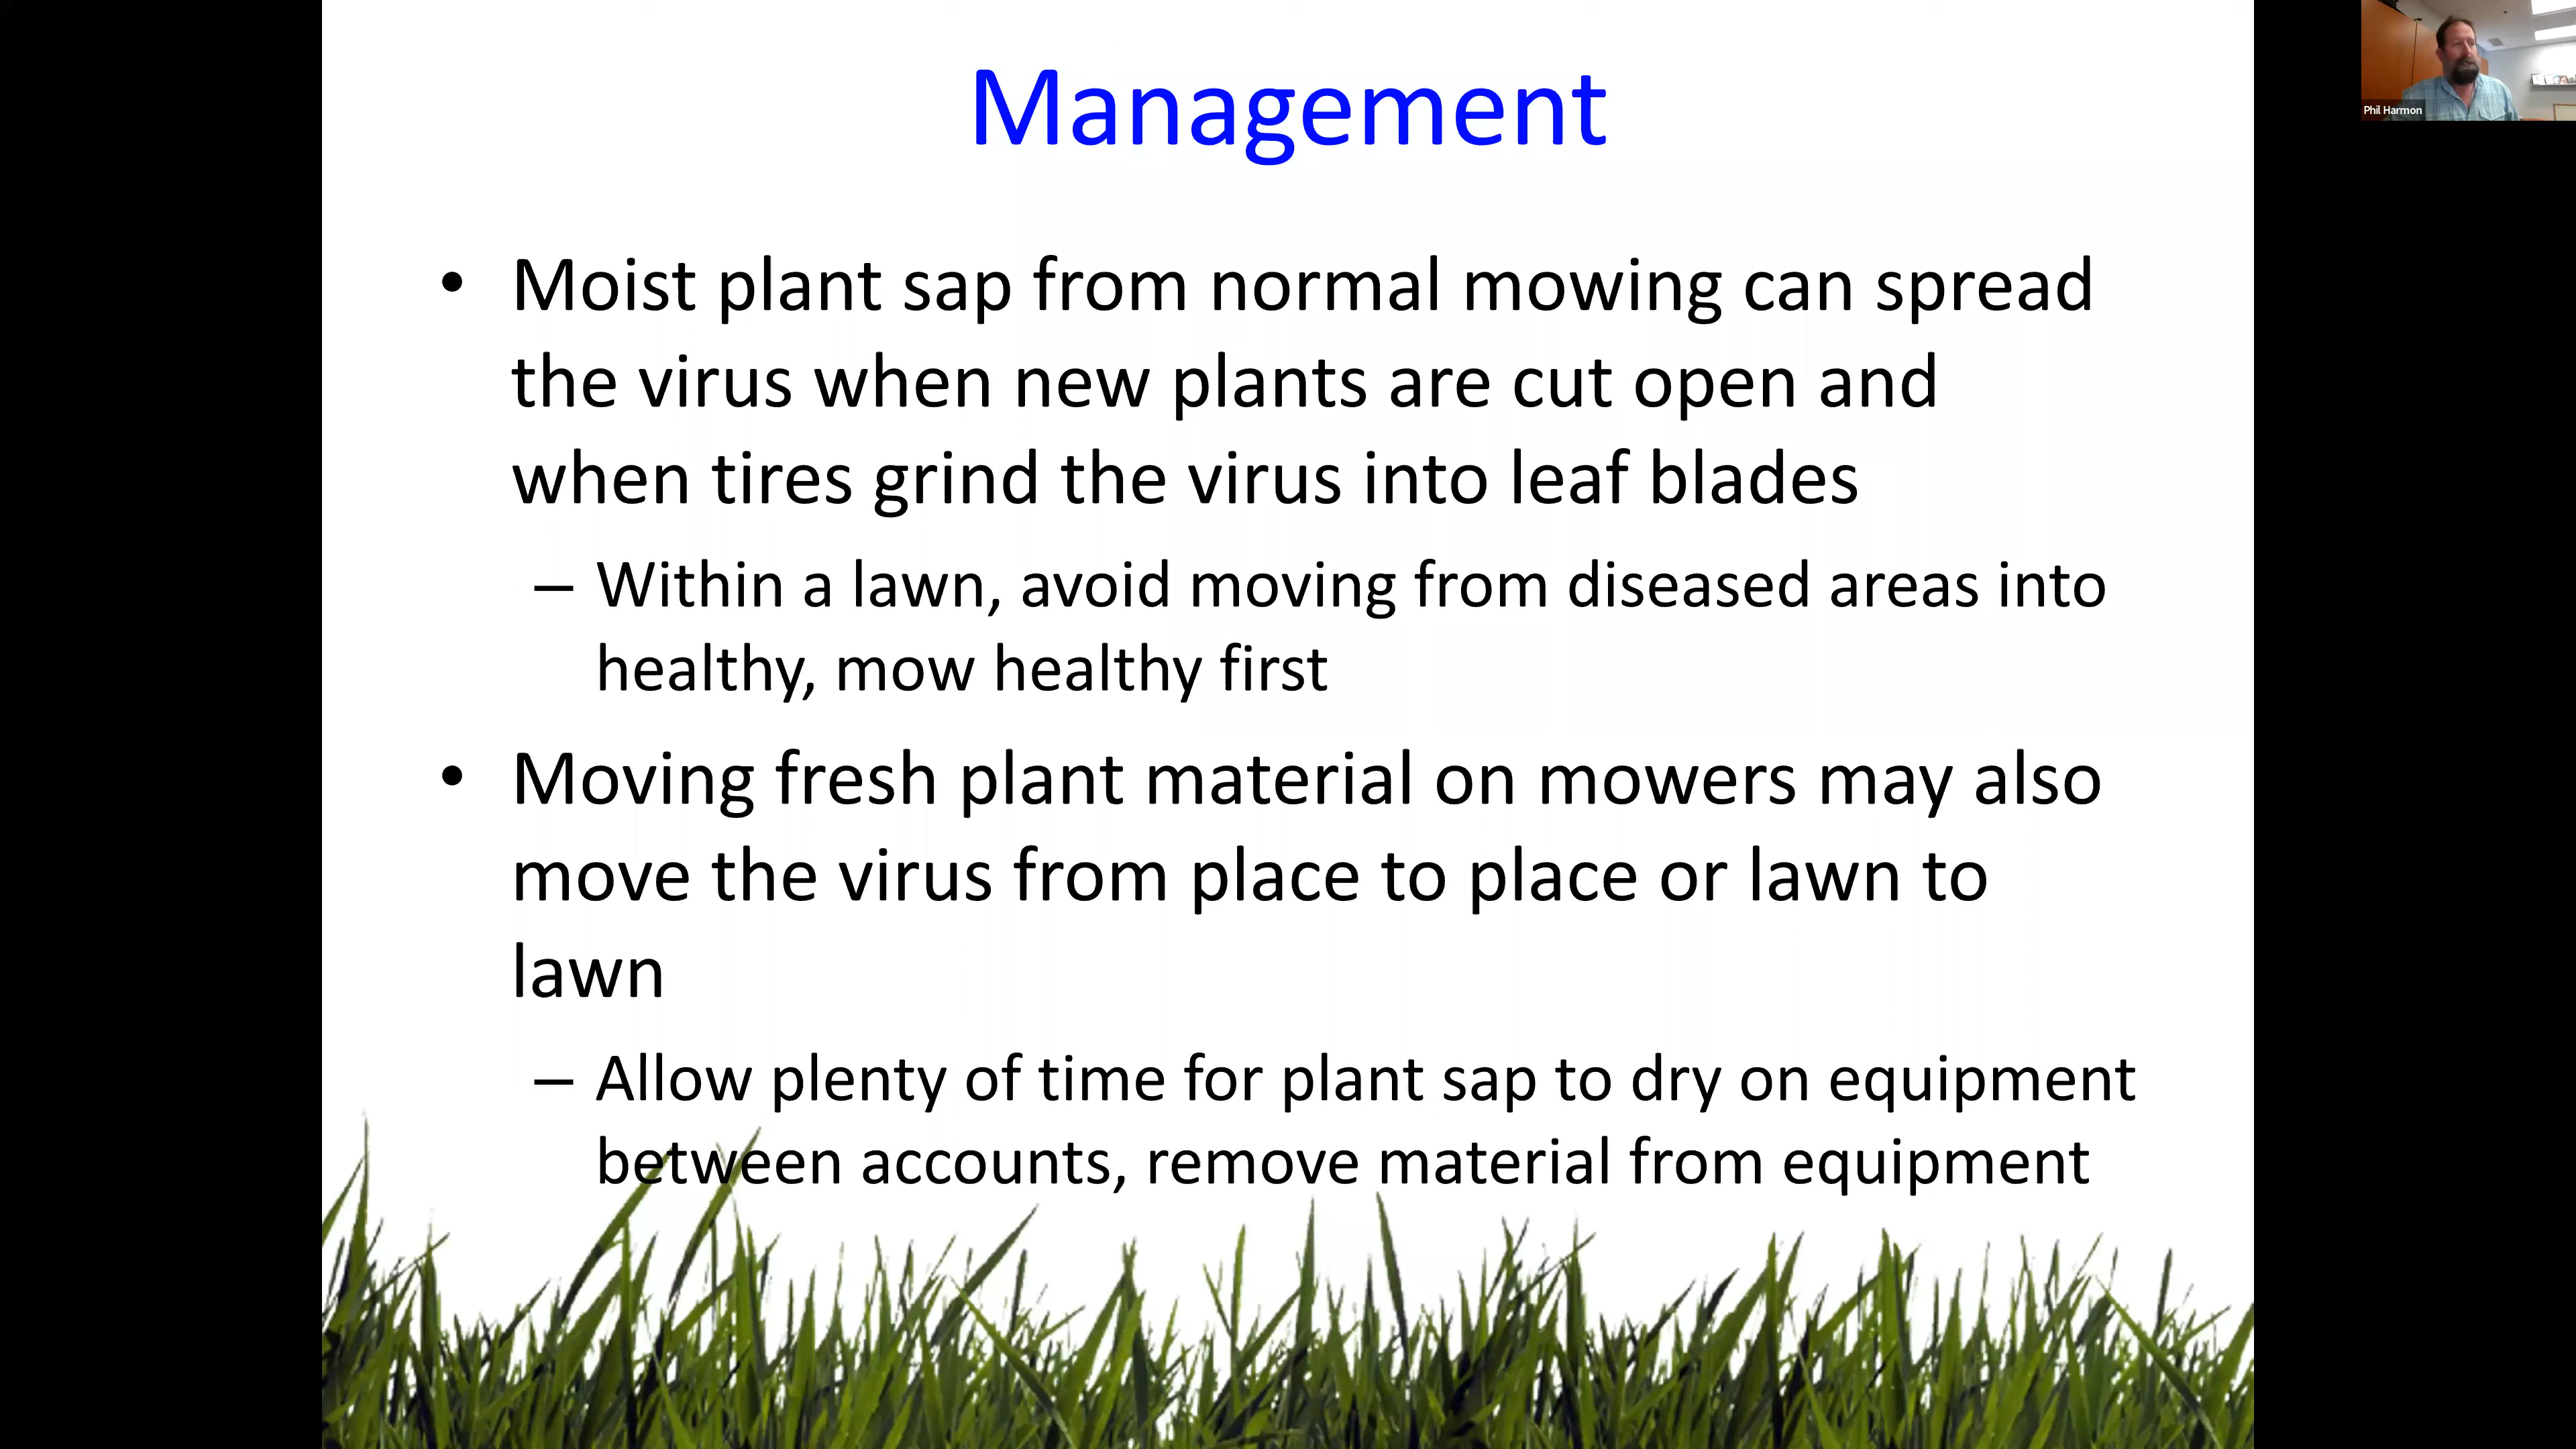 Management
Phil Harmon
• Moist plant sap from normal mowing can spread
the virus when new plants are cut open and
when tires grind the virus into leaf blades
– Within a lawn, avoid moving from diseased areas into
healthy, mow healthy first
• Moving fresh plant material on mowers may also
move the virus from place to place or lawn to
lawn
– Allow plenty of time for plant sap to dry on equipment
between accounts, remove material from equipment